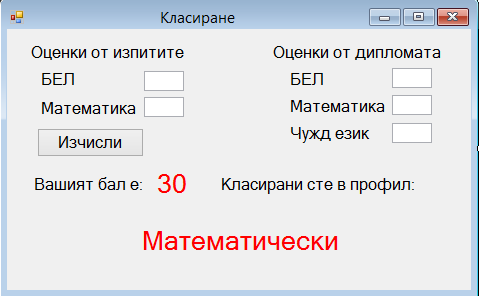 Класиране
Оценки от изпитите
БЕЛ
Математика
Изчисли
Оценки от дипломата
БЕЛ
Математика
Чужд език
Вашият бал е: 30 Класирани сте в профил:
Математически